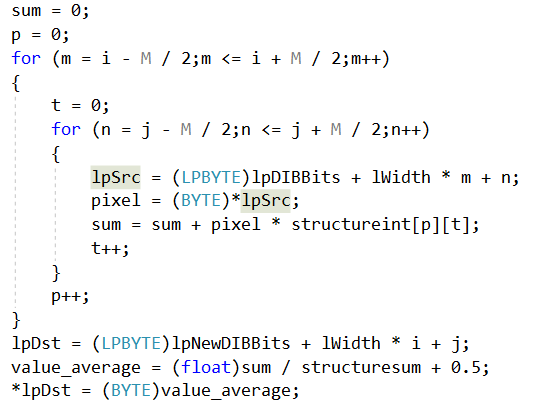 sum = 0;
p = 0;
for (m = i - M / 2;m <= i + M / 2;m++)
{
t = 0;
for (n = j - M / 2;n <= j + M / 2;n++)
{
lpSrc = (LPBYTE)lpDIBBits + lWidth * m + n;
pixel = (BYTE)*lpSrc;
sum = sum + pixel * structureint[p][t];
t++;
}
p++;
}
lpDst = (LPBYTE)lpNewDIBBits + lWidth * i + j;
value_average = (float)sum / structuresum + 0.5;
*lpDst = (BYTE)value_average;